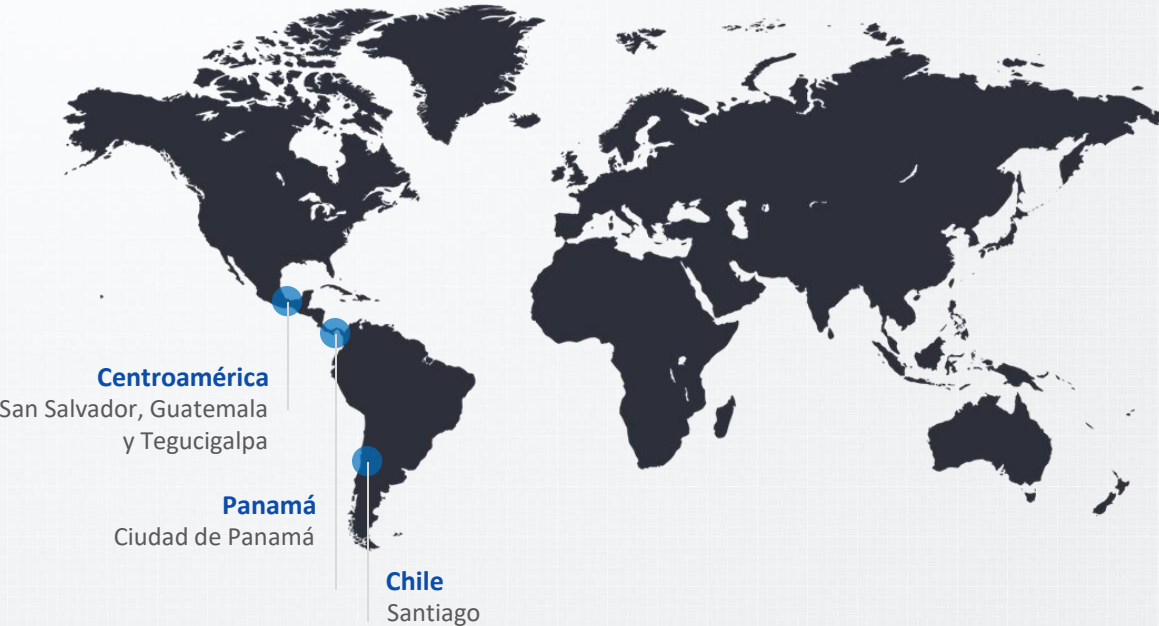 Centroamérica
San Salvador, Guatemala
y Tegucigalpa
Panamá
Ciudad de Panamá
Chile
Santiago